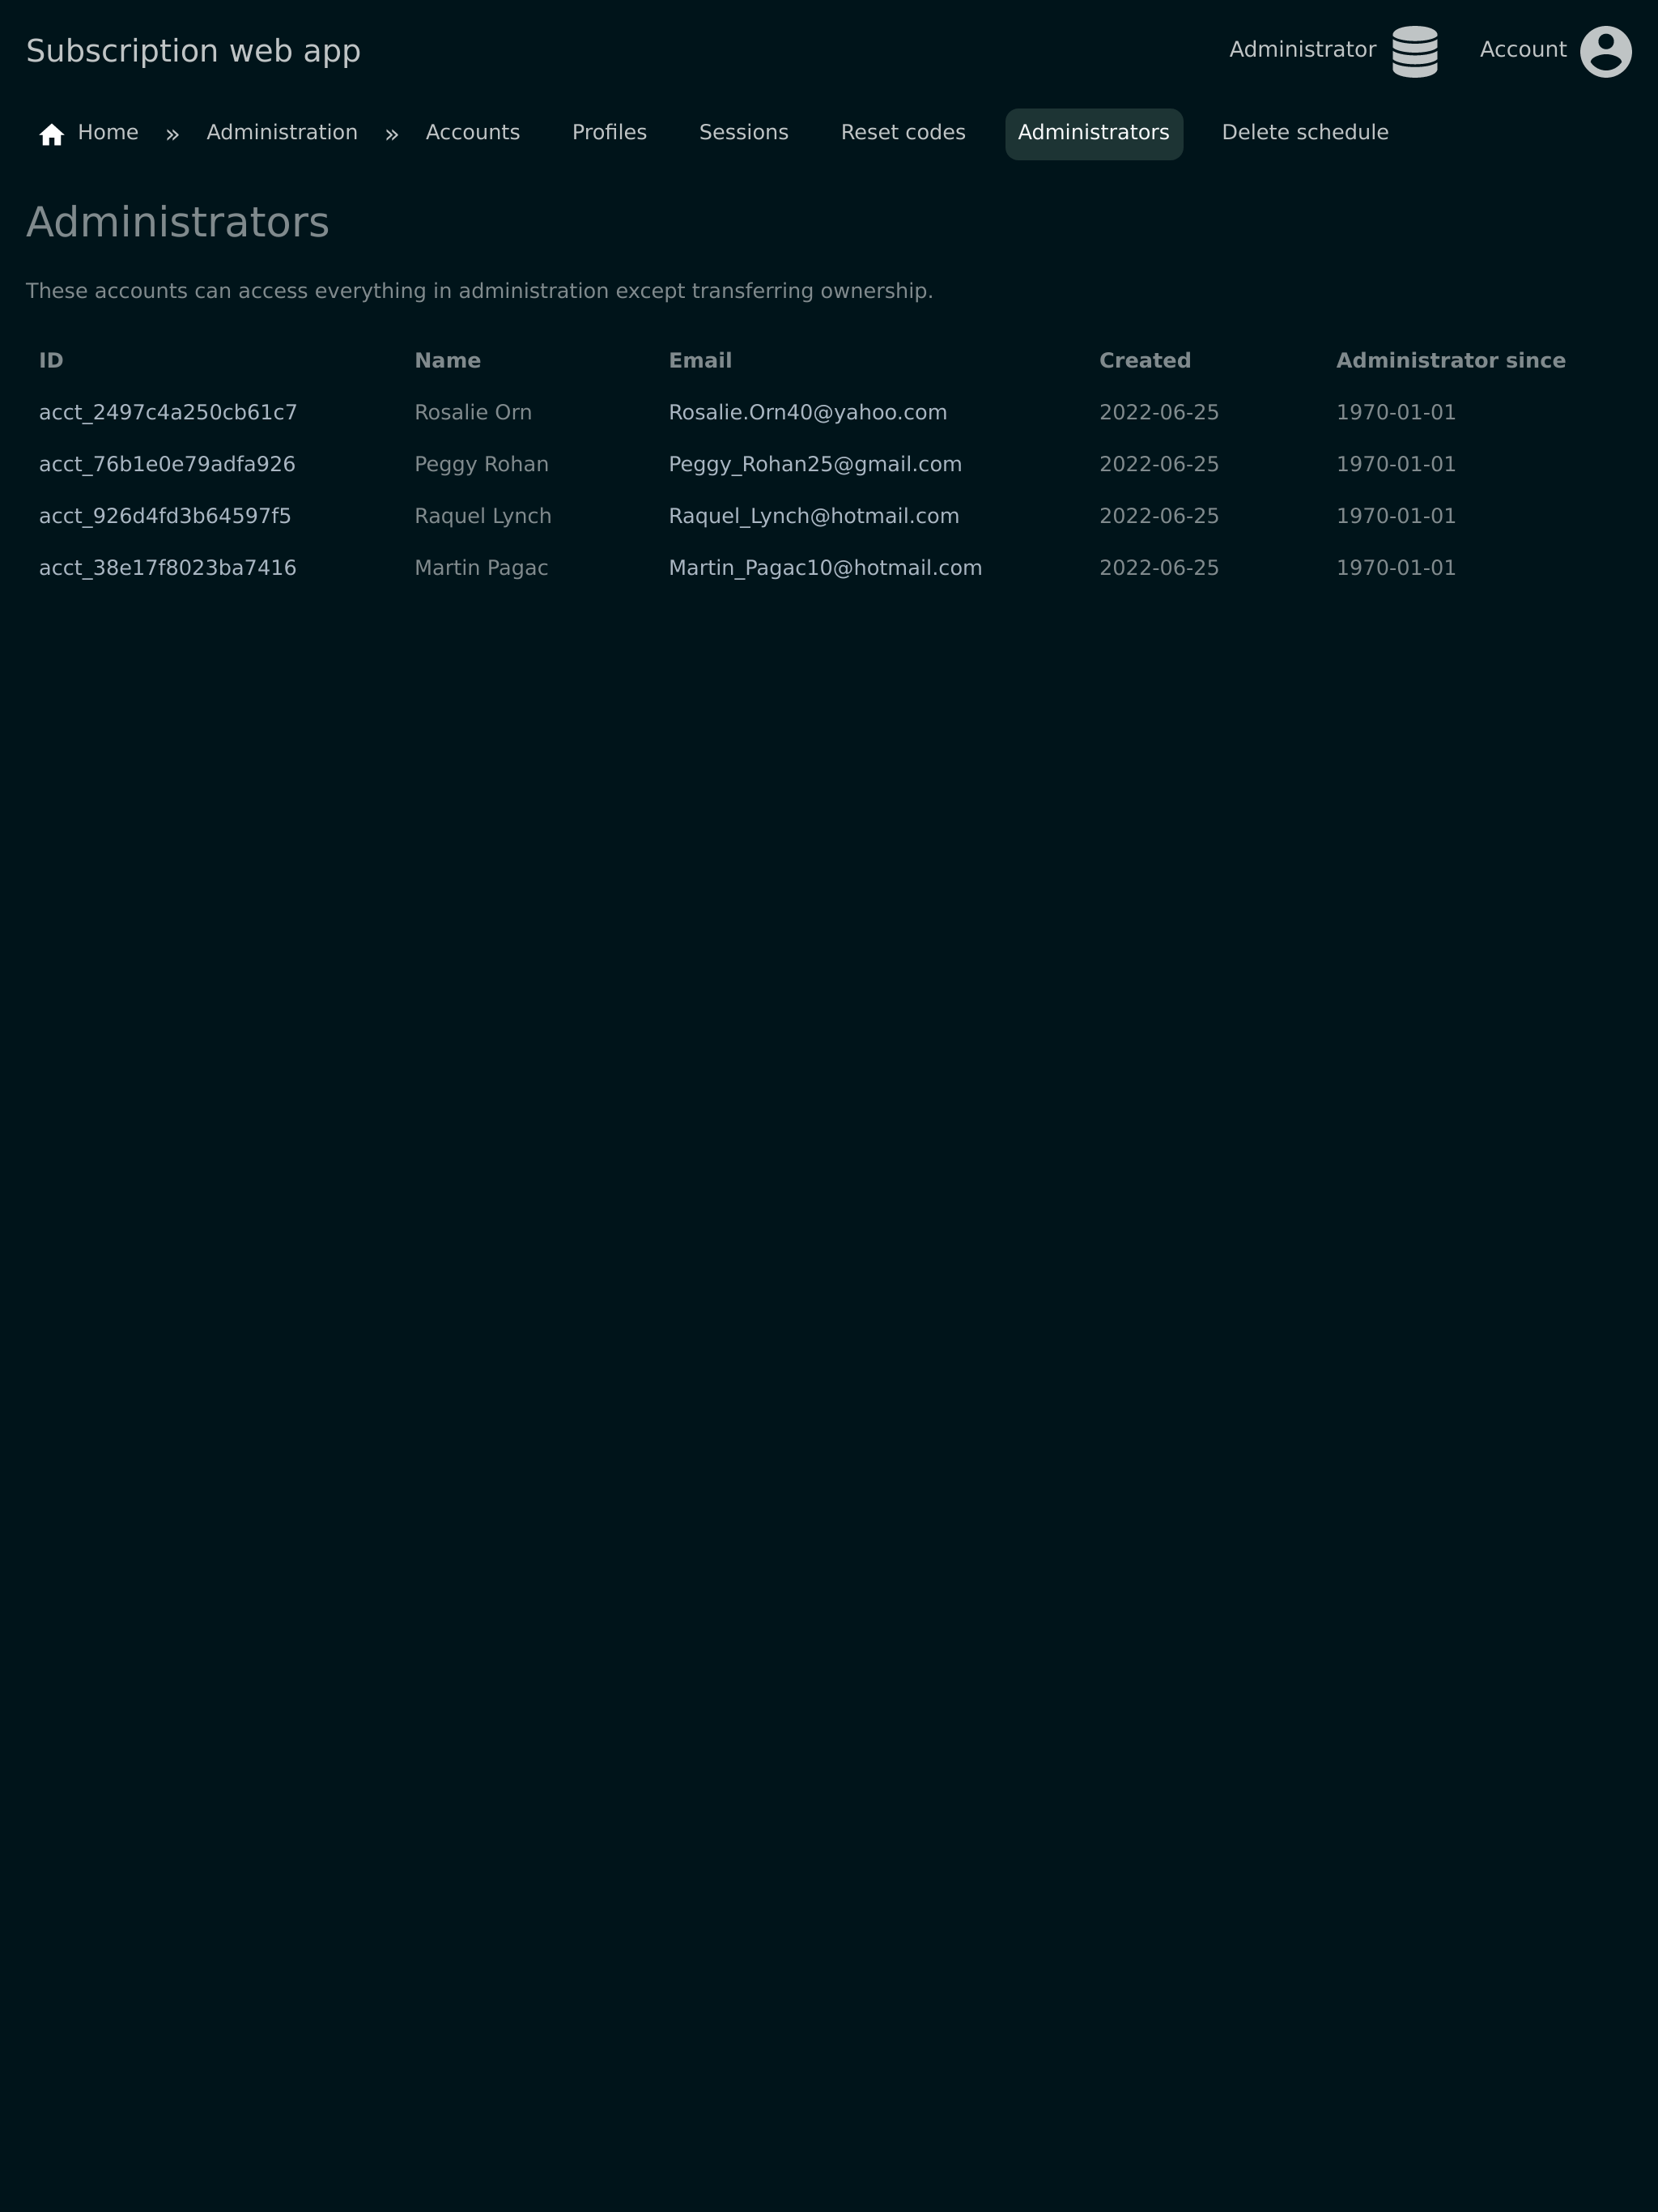 Subscription web app Administrator Account
Home » Administration » Accounts Profiles Sessions Reset codes Administrators Delete schedule
Administrators
These accounts can access everything in administration except transferring ownership.
ID Name Email Created Administrator since
acct_2497c4a250cb61c7 Rosalie Orn Rosalie.Orn40@yahoo.com 2022-06-25 1970-01-01
acct_76b1e0e79adfa926 Peggy Rohan Peggy_Rohan25@gmail.com 2022-06-25 1970-01-01
acct_926d4fd3b64597f5 Raquel Lynch Raquel_Lynch@hotmail.com 2022-06-25 1970-01-01
acct_38e17f8023ba7416 Martin Pagac Martin_Pagac10@hotmail.com 2022-06-25 1970-01-01